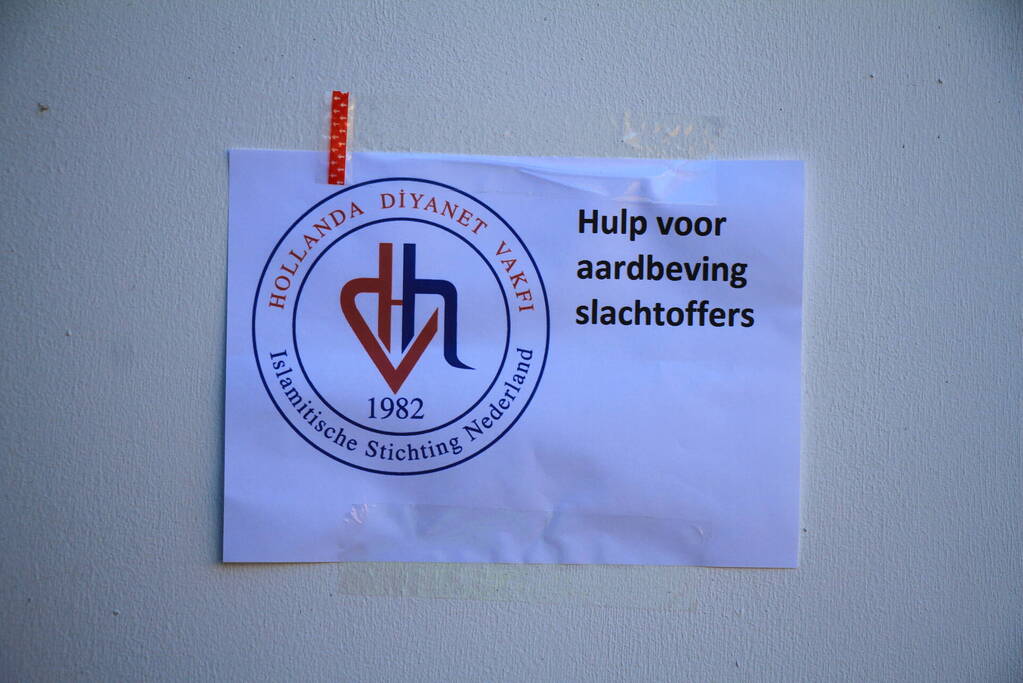 HOLLANDA DİYANET VAKFI
1982
Islamitische Stichting Nederland
Hulp voor
aardbeving
slachtoffers